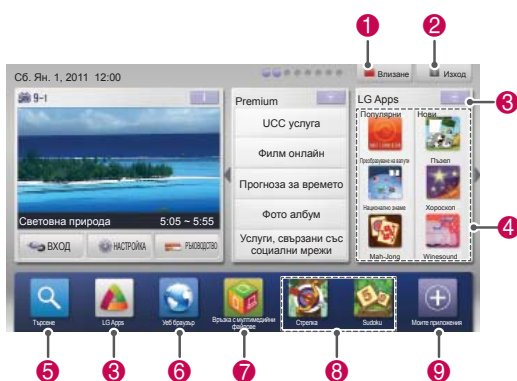 1
2
Влизане
Изход
Сб. Ян. 1, 2011 12:00
9-1
Premium
LG Apps
3
UCC услуга
Филм онлайн
Прогноза за времето
Фото албум
Услуги, свързани със
социални мрежи
Популярни
Нови
Преобразуване на валути
Пъзел
Национално знаме
Хороскоп
Mah-Jong
Winesound
4
Световна природа
5:05 ~ 5:55
ВХОД
НАСТРОЙКА
РЪКОВОДСТВО
Търсене
LG Apps
Уеб браузър
Връзка с мултимедийни
файлове
Стрелка
Sudoku
Моите приложения
5
3
6
7
8
9